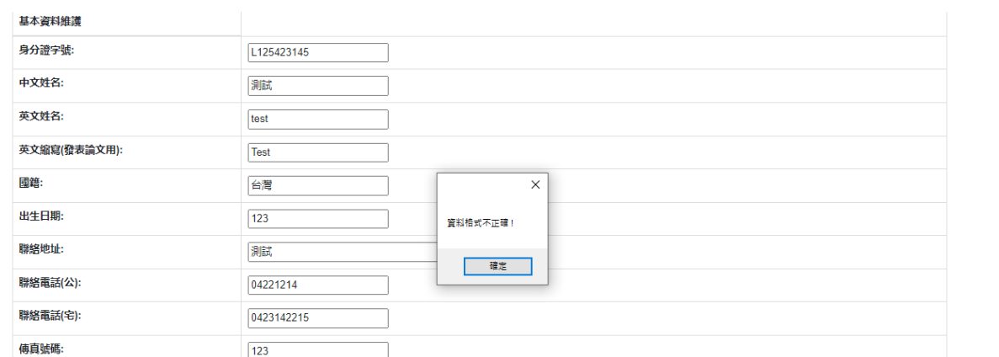 基本資料維護
身分證字號: L125423145
中文姓名: 測試
英文姓名: test
英文縮寫(發表論文用): Test
國籍: 台灣
出生日期: 123
資料格式不正確！
聯絡地址: 測試
確定
聯絡電話(公): 04221214
聯絡電話(宅): 0423142215
傳真號碼: 123